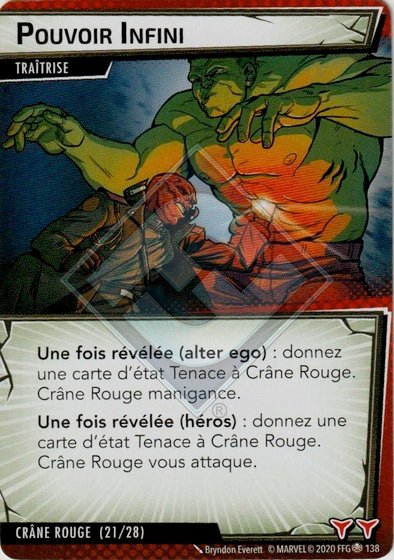 Pouvoir Infini
TRAÎTRISE
Une fois révélée (alter ego) : donnez
une carte d'état Tenace à Crâne Rouge.
Crâne Rouge manigance.
Une fois révélée (héros) : donnez une
carte d'état Tenace à Crâne Rouge.
Crâne Rouge vous attaque.
®
CRÂNE ROUGE (21/28)
Bryndon Everett © MARVEL © 2020 FFG 138